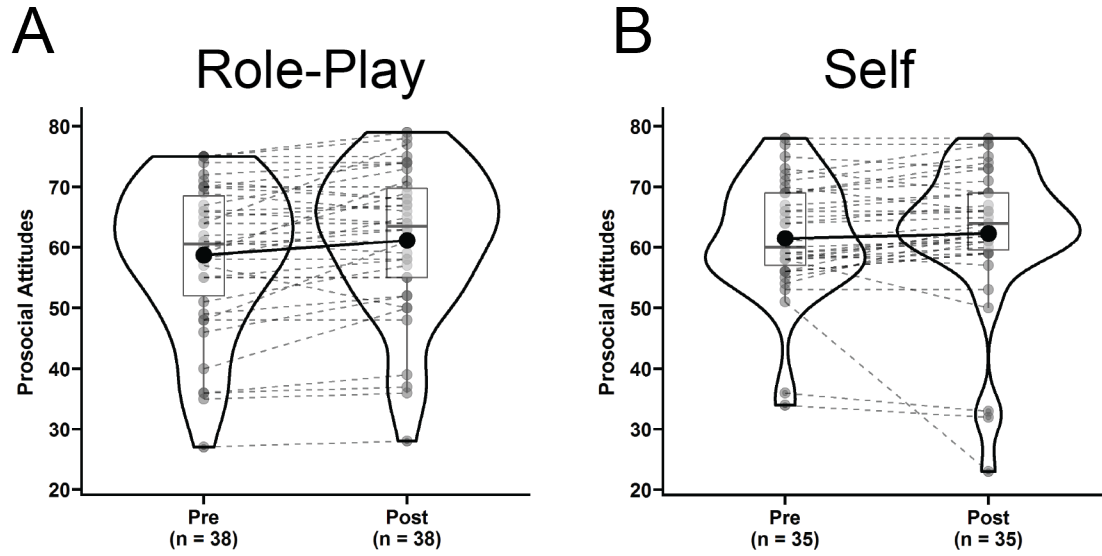 A
Role-Play
Prosocial Attitudes
80
70
60
50
40
30
20
Pre
(n = 38)
Post
(n = 38)
B
Self
Prosocial Attitudes
80
70
60
50
40
30
20
Pre
(n = 35)
Post
(n = 35)